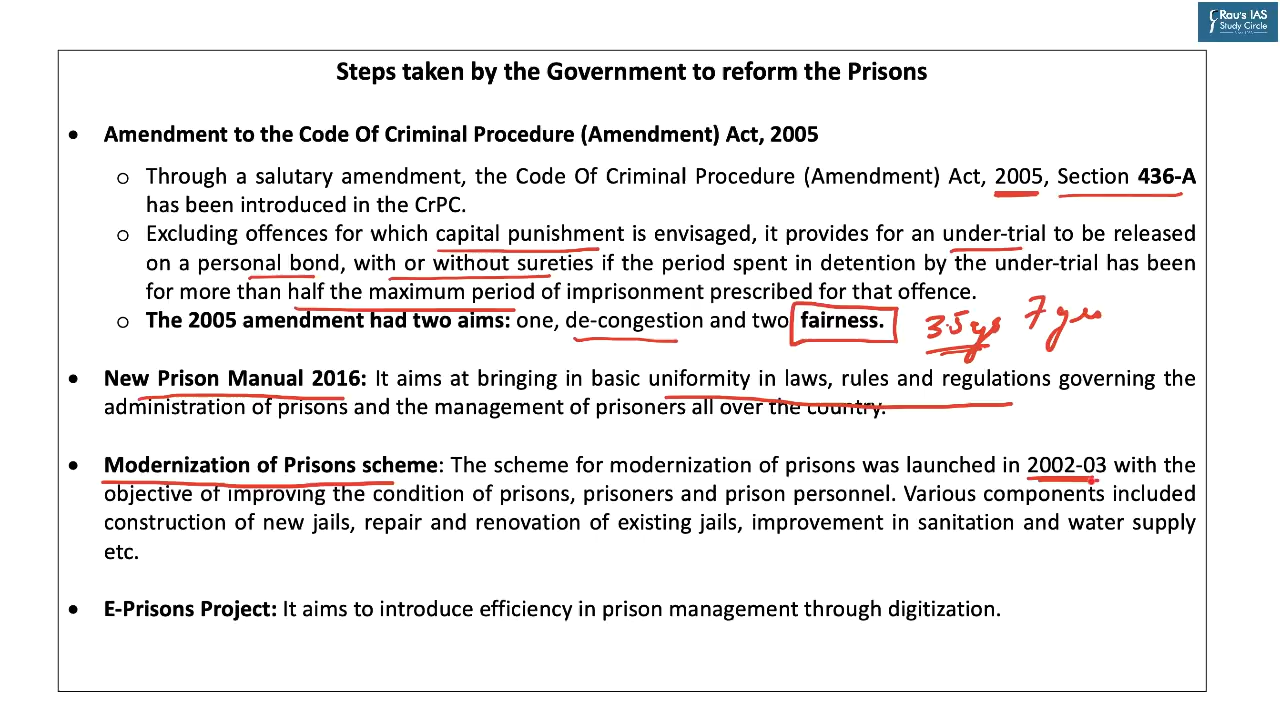 Rau's IAS
Study Circle
Steps taken by the Government to reform the Prisons
• Amendment to the Code Of Criminal Procedure (Amendment) Act, 2005
o Through a salutary amendment, the Code Of Criminal Procedure (Amendment) Act, 2005, Section 436-A
has been introduced in the CrPC.
o Excluding offences for which capital punishment is envisaged, it provides for an under-trial to be released
on a personal bond, with or without sureties if the period spent in detention by the under-trial has been
for more than half the maximum period of imprisonment prescribed for that offence.
o The 2005 amendment had two aims: one, de-congestion and two fairness.
3.5 ys 7 yrs
• New Prison Manual 2016: It aims at bringing in basic uniformity in laws, rules and regulations governing the
administration of prisons and the management of prisoners all over the country.
• Modernization of Prisons scheme: The scheme for modernization of prisons was launched in 2002-03 with the
objective of improving the condition of prisons, prisoners and prison personnel. Various components included
construction of new jails, repair and renovation of existing jails, improvement in sanitation and water supply
etc.
• E-Prisons Project: It aims to introduce efficiency in prison management through digitization.